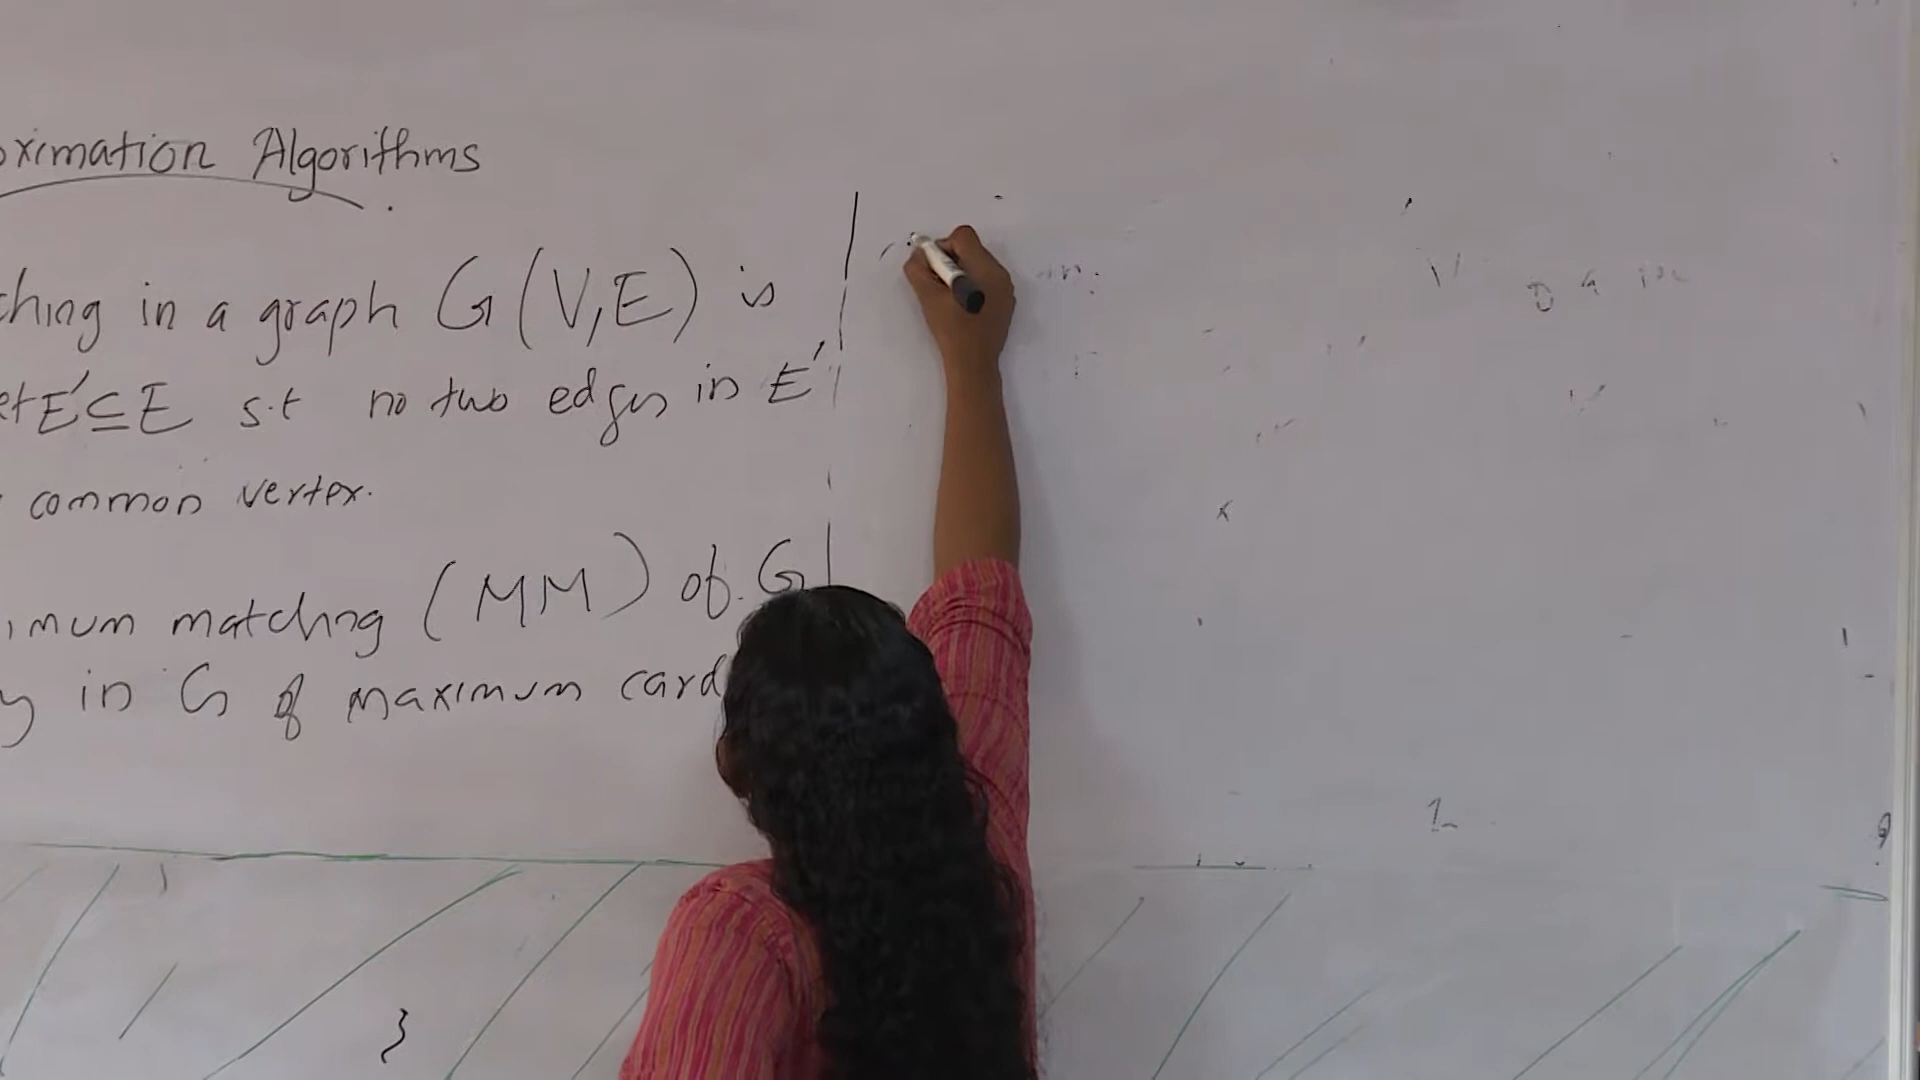 oximation Algorithms
ching in a graph G(V,E) is
et E' ⊆ E s.t no two edges in E'
common vertex.
imum matching (MM) of G
in G of maximum card